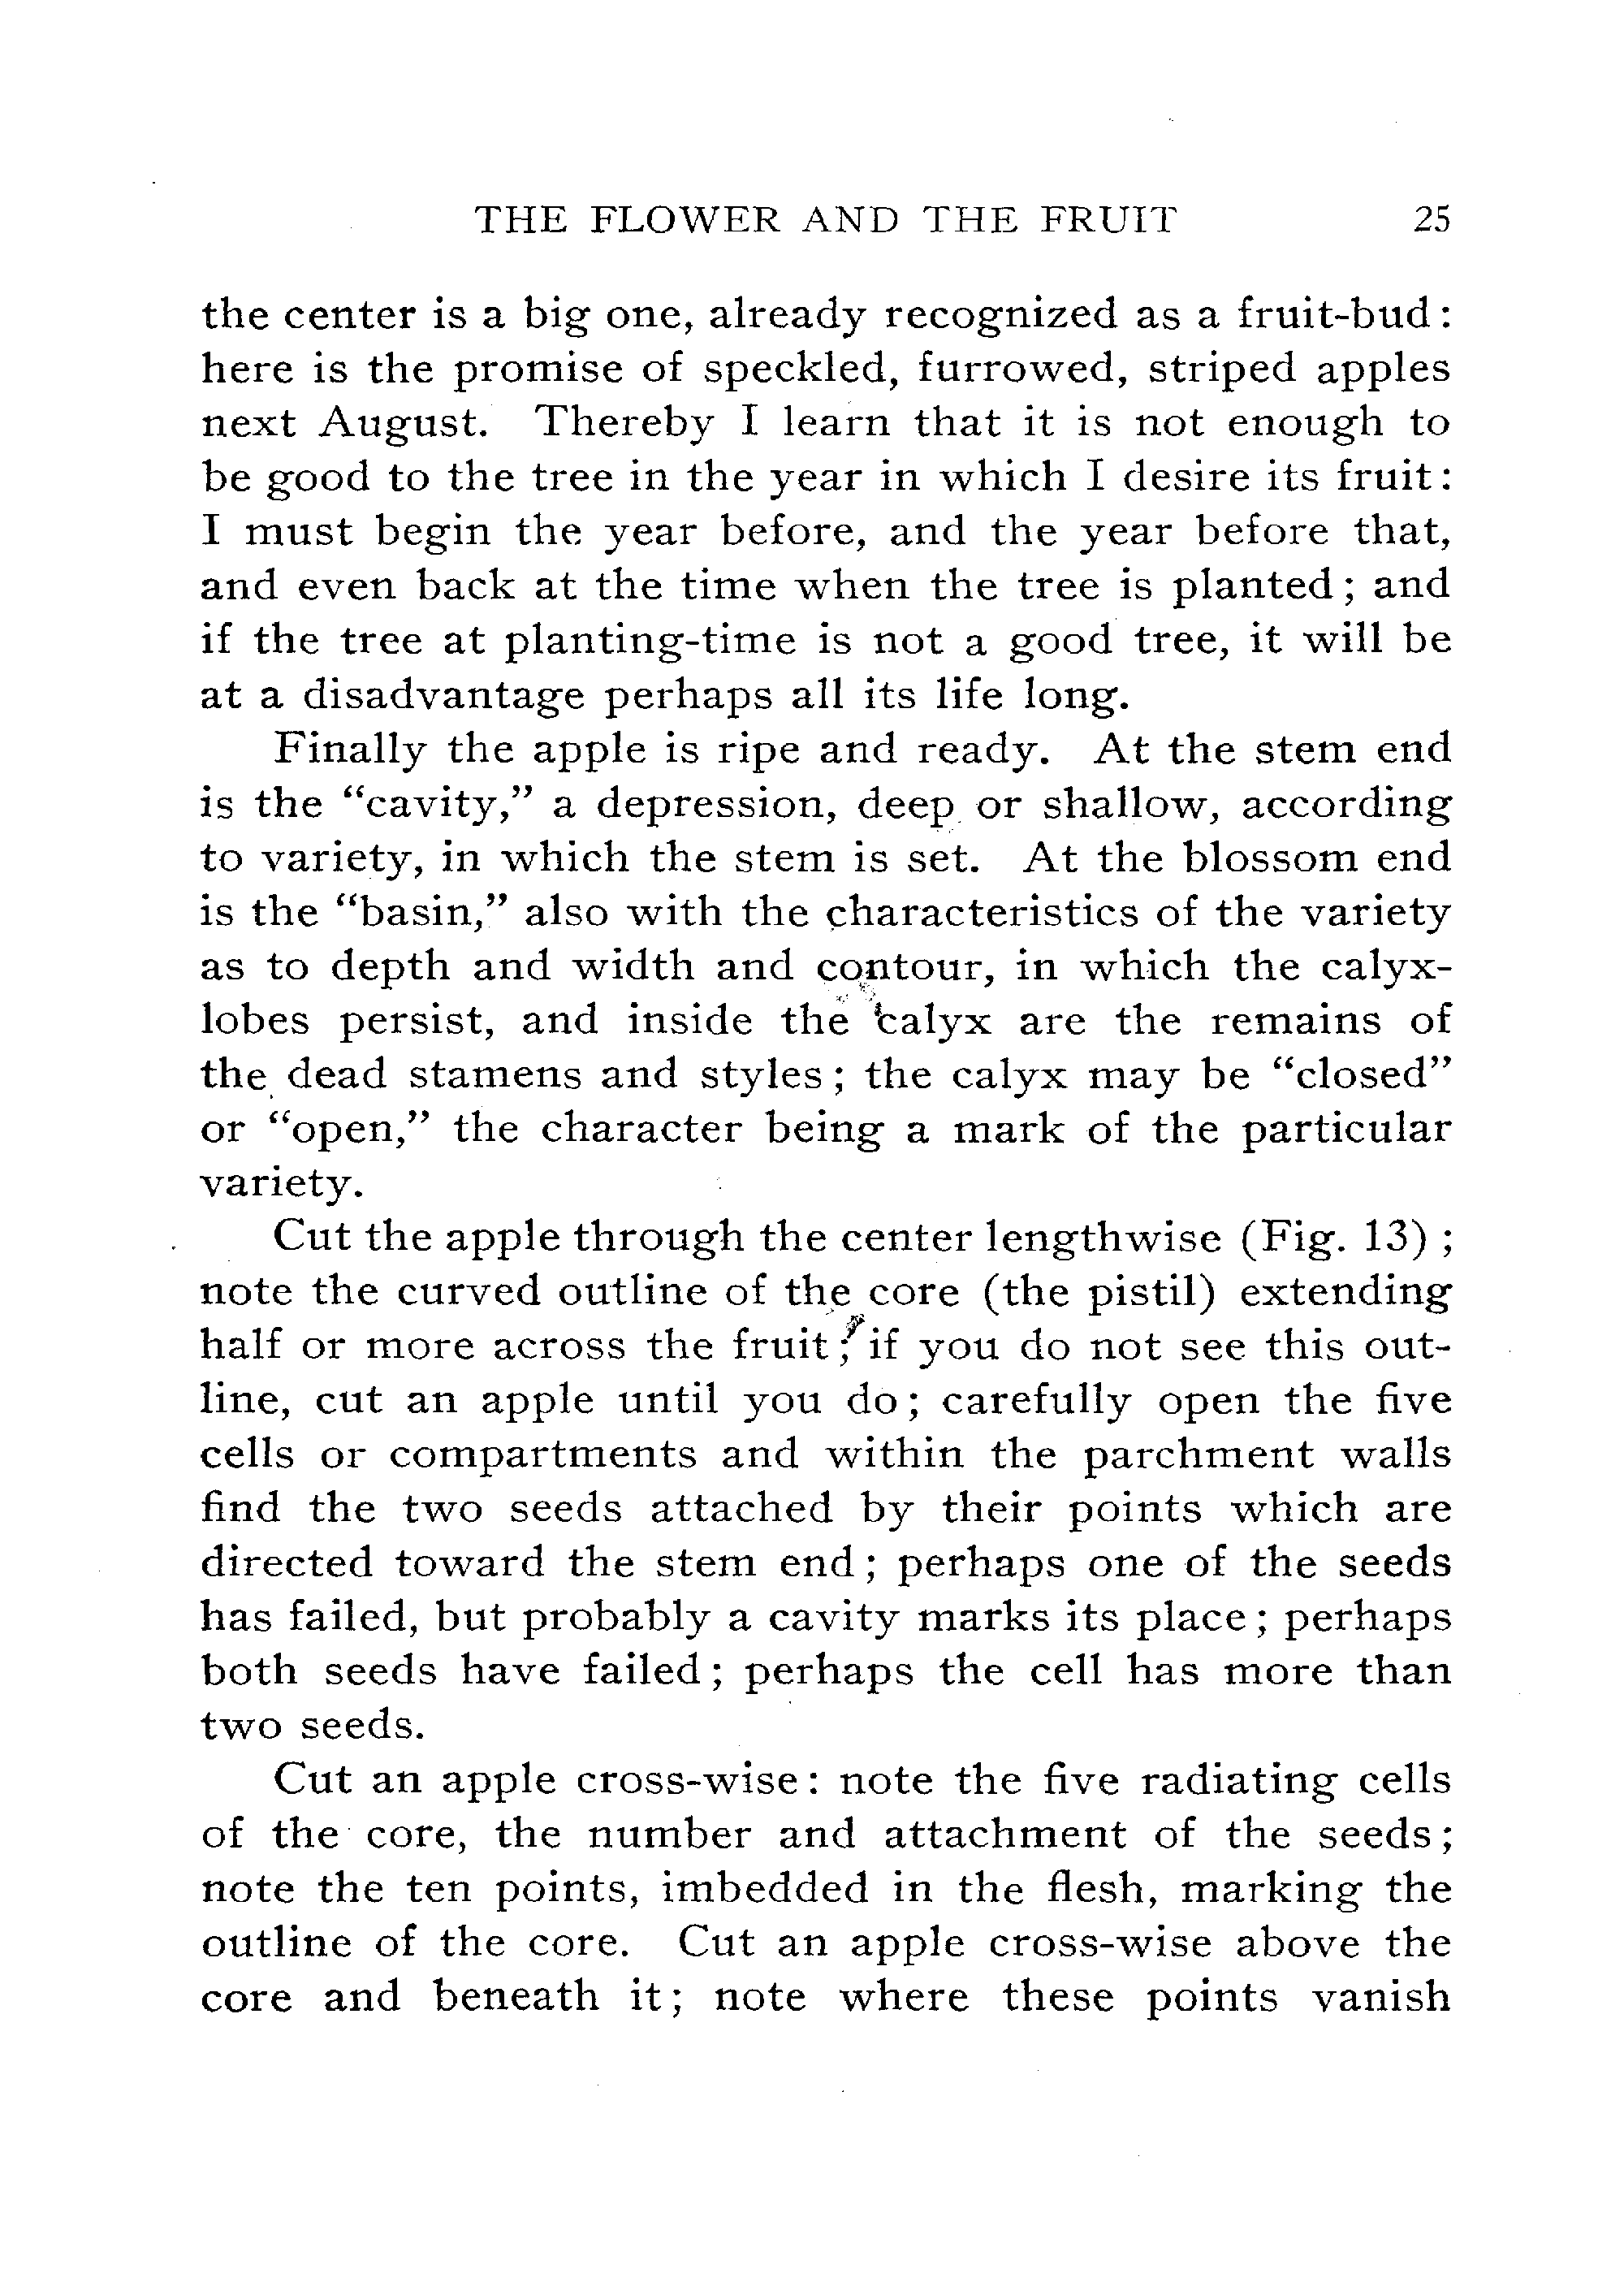 THE FLOWER AND THE FRUIT 25
the center is a big one, already recognized as a fruit-bud:
here is the promise of speckled, furrowed, striped apples
next August. Thereby I learn that it is not enough to
be good to the tree in the year in which I desire its fruit:
I must begin the year before, and the year before that,
and even back at the time when the tree is planted; and
if the tree at planting-time is not a good tree, it will be
at a disadvantage perhaps all its life long.
Finally the apple is ripe and ready. At the stem end
is the “cavity,” a depression, deep or shallow, according
to variety, in which the stem is set. At the blossom end
is the “basin,” also with the characteristics of the variety
as to depth and width and contour, in which the calyx-
lobes persist, and inside the calyx are the remains of
the dead stamens and styles; the calyx may be “closed”
or “open,” the character being a mark of the particular
variety.
Cut the apple through the center lengthwise (Fig. 13);
note the curved outline of the core (the pistil) extending
half or more across the fruit; if you do not see this out-
line, cut an apple until you do; carefully open the five
cells or compartments and within the parchment walls
find the two seeds attached by their points which are
directed toward the stem end; perhaps one of the seeds
has failed, but probably a cavity marks its place; perhaps
both seeds have failed; perhaps the cell has more than
two seeds.
Cut an apple cross-wise: note the five radiating cells
of the core, the number and attachment of the seeds;
note the ten points, imbedded in the flesh, marking the
outline of the core. Cut an apple cross-wise above the
core and beneath it; note where these points vanish